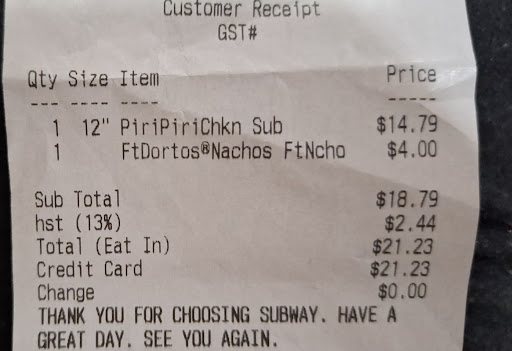 Customer Receipt
GST#
Qty Size Item Price
--- ---- ---- -----
1 12" PiriPiriChkn Sub $14.79
1 FtDortos®Nachos FtNcho $4.00
Sub Total $18.79
hst (13%) $2.44
Total (Eat In) $21.23
Credit Card $21.23
Change $0.00
THANK YOU FOR CHOOSING SUBWAY. HAVE A
GREAT DAY. SEE YOU AGAIN.